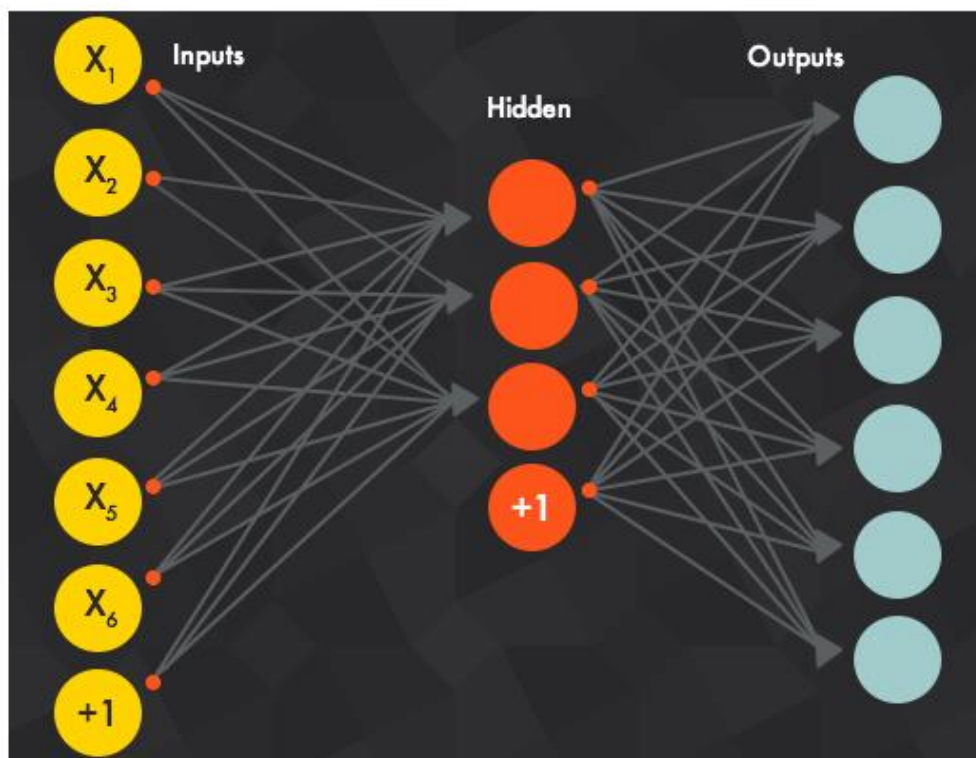 X₁
Inputs
Outputs
Hidden
X₂
X₃
X₄
X₅
X₆
+1
+1